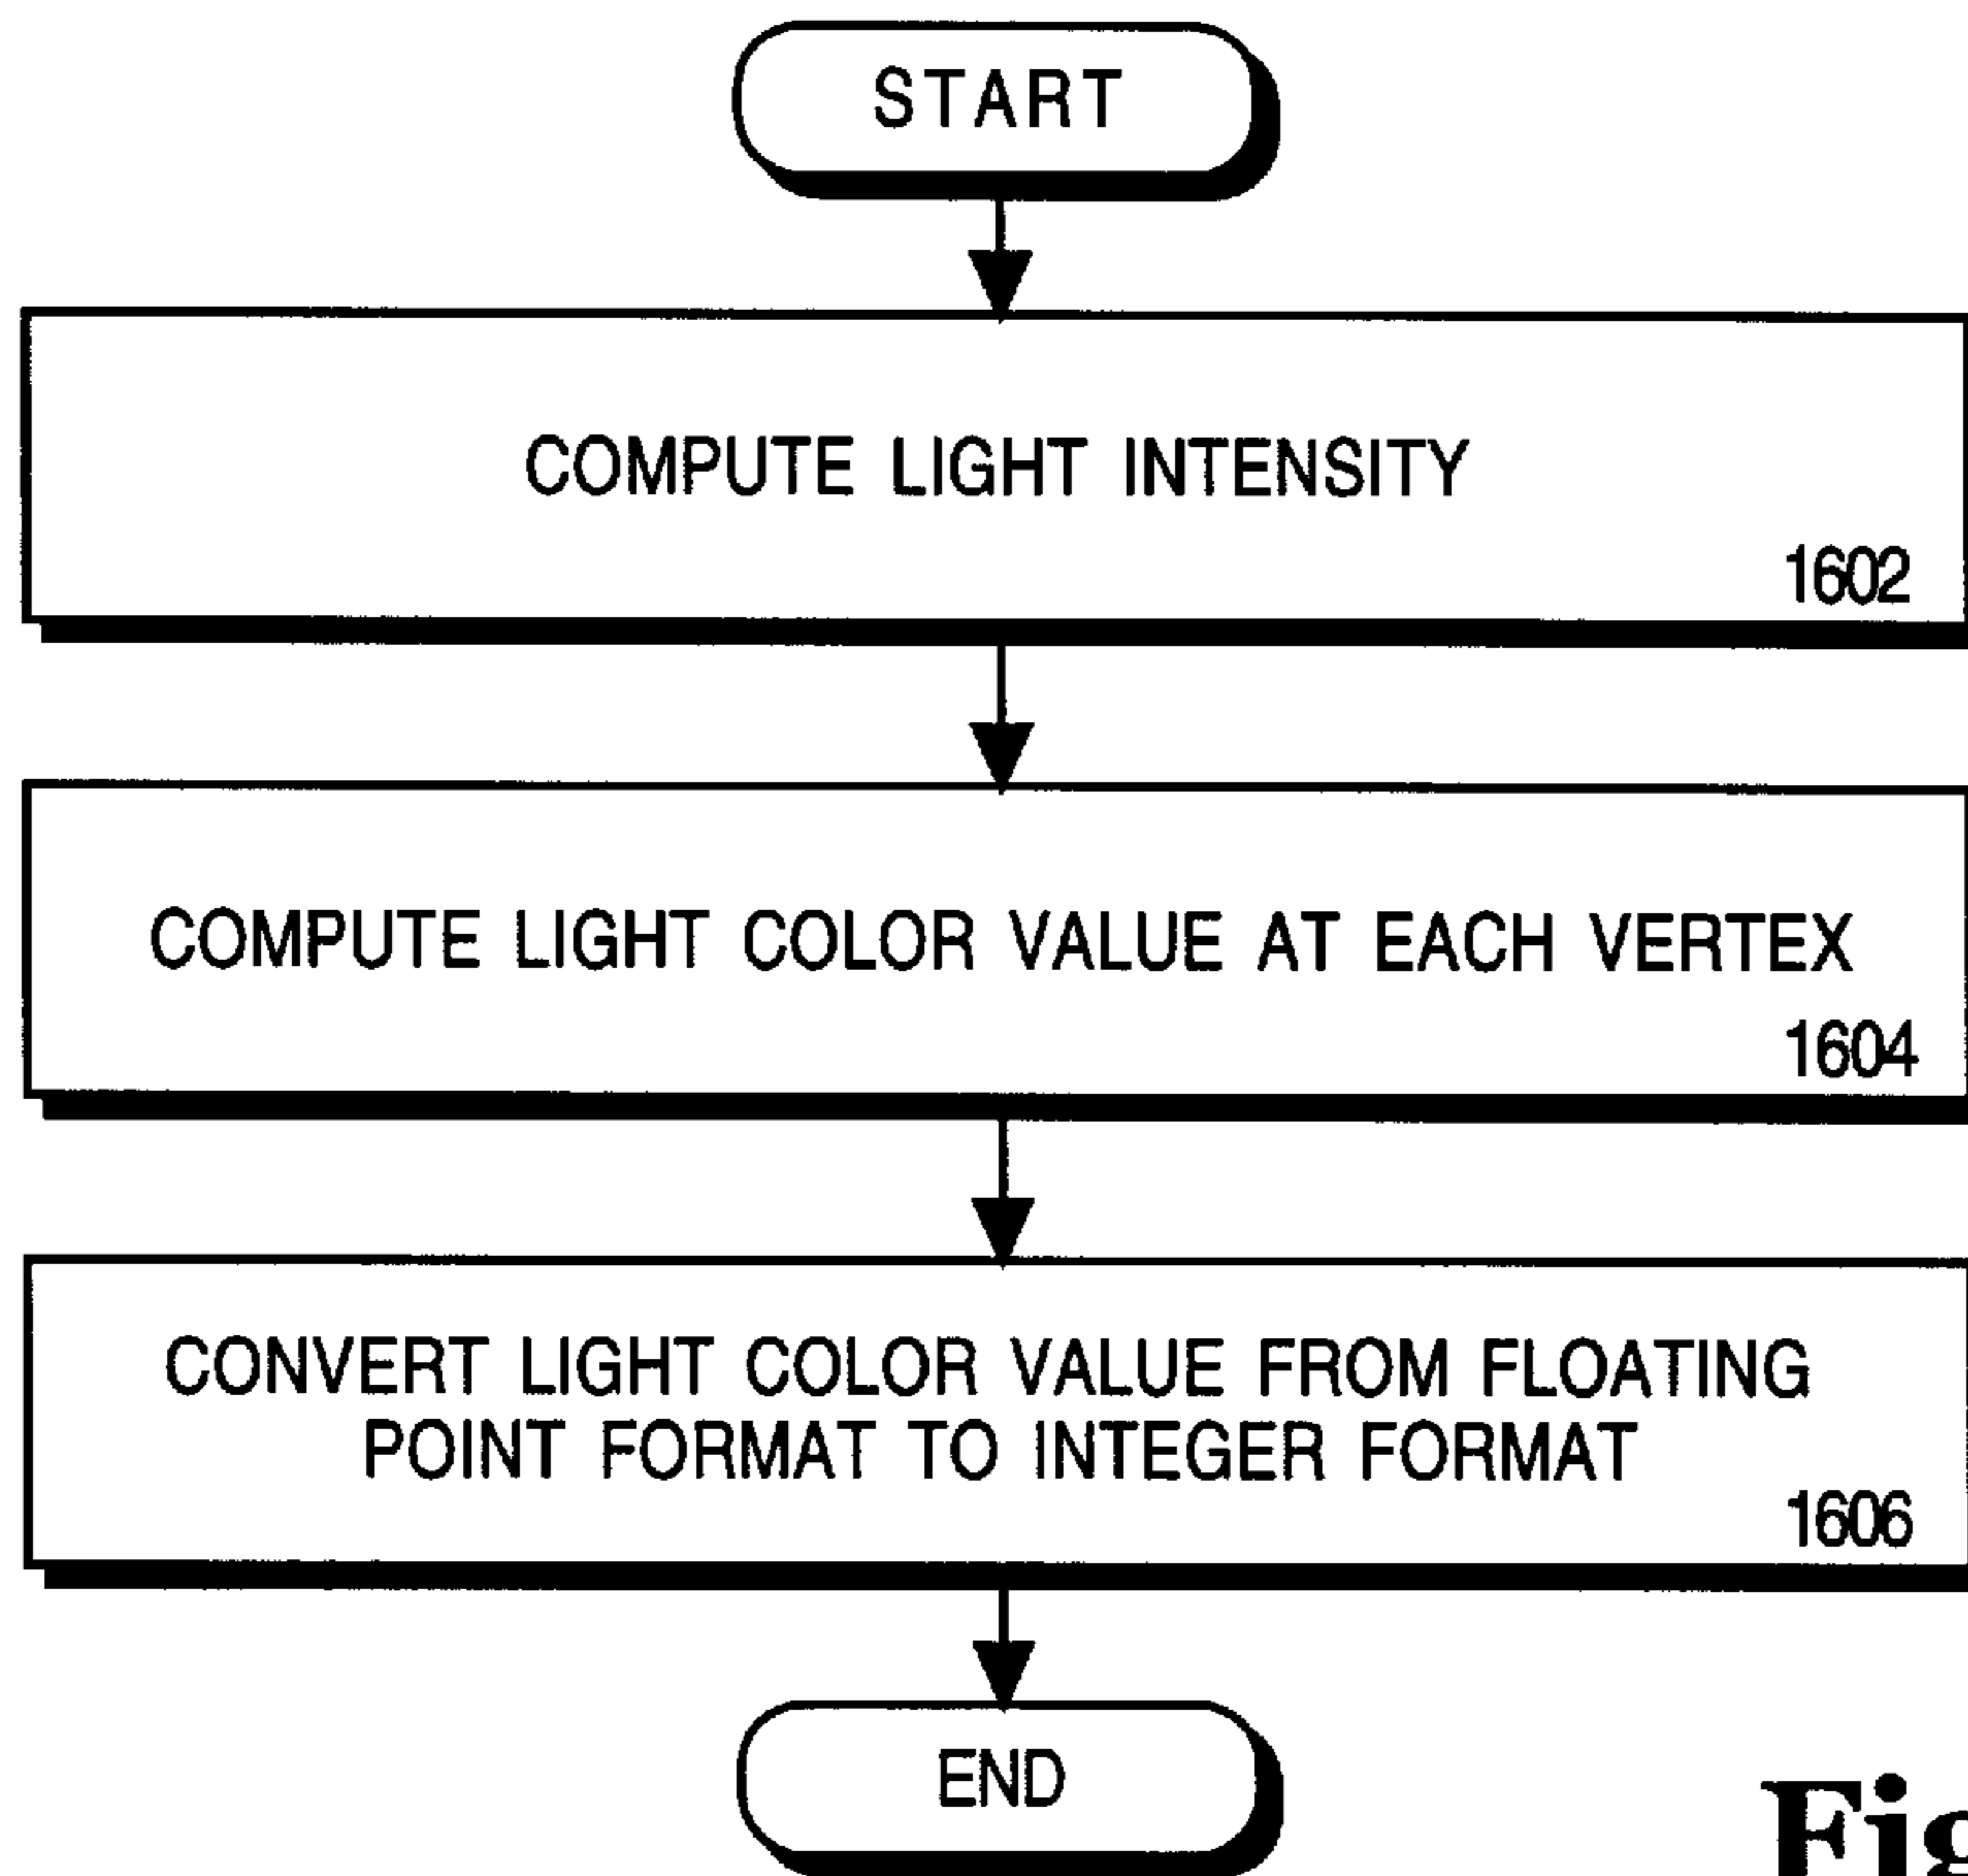 START
COMPUTE LIGHT INTENSITY
1602
COMPUTE LIGHT COLOR VALUE AT EACH VERTEX
1604
CONVERT LIGHT COLOR VALUE FROM FLOATING
POINT FORMAT TO INTEGER FORMAT
1606
END